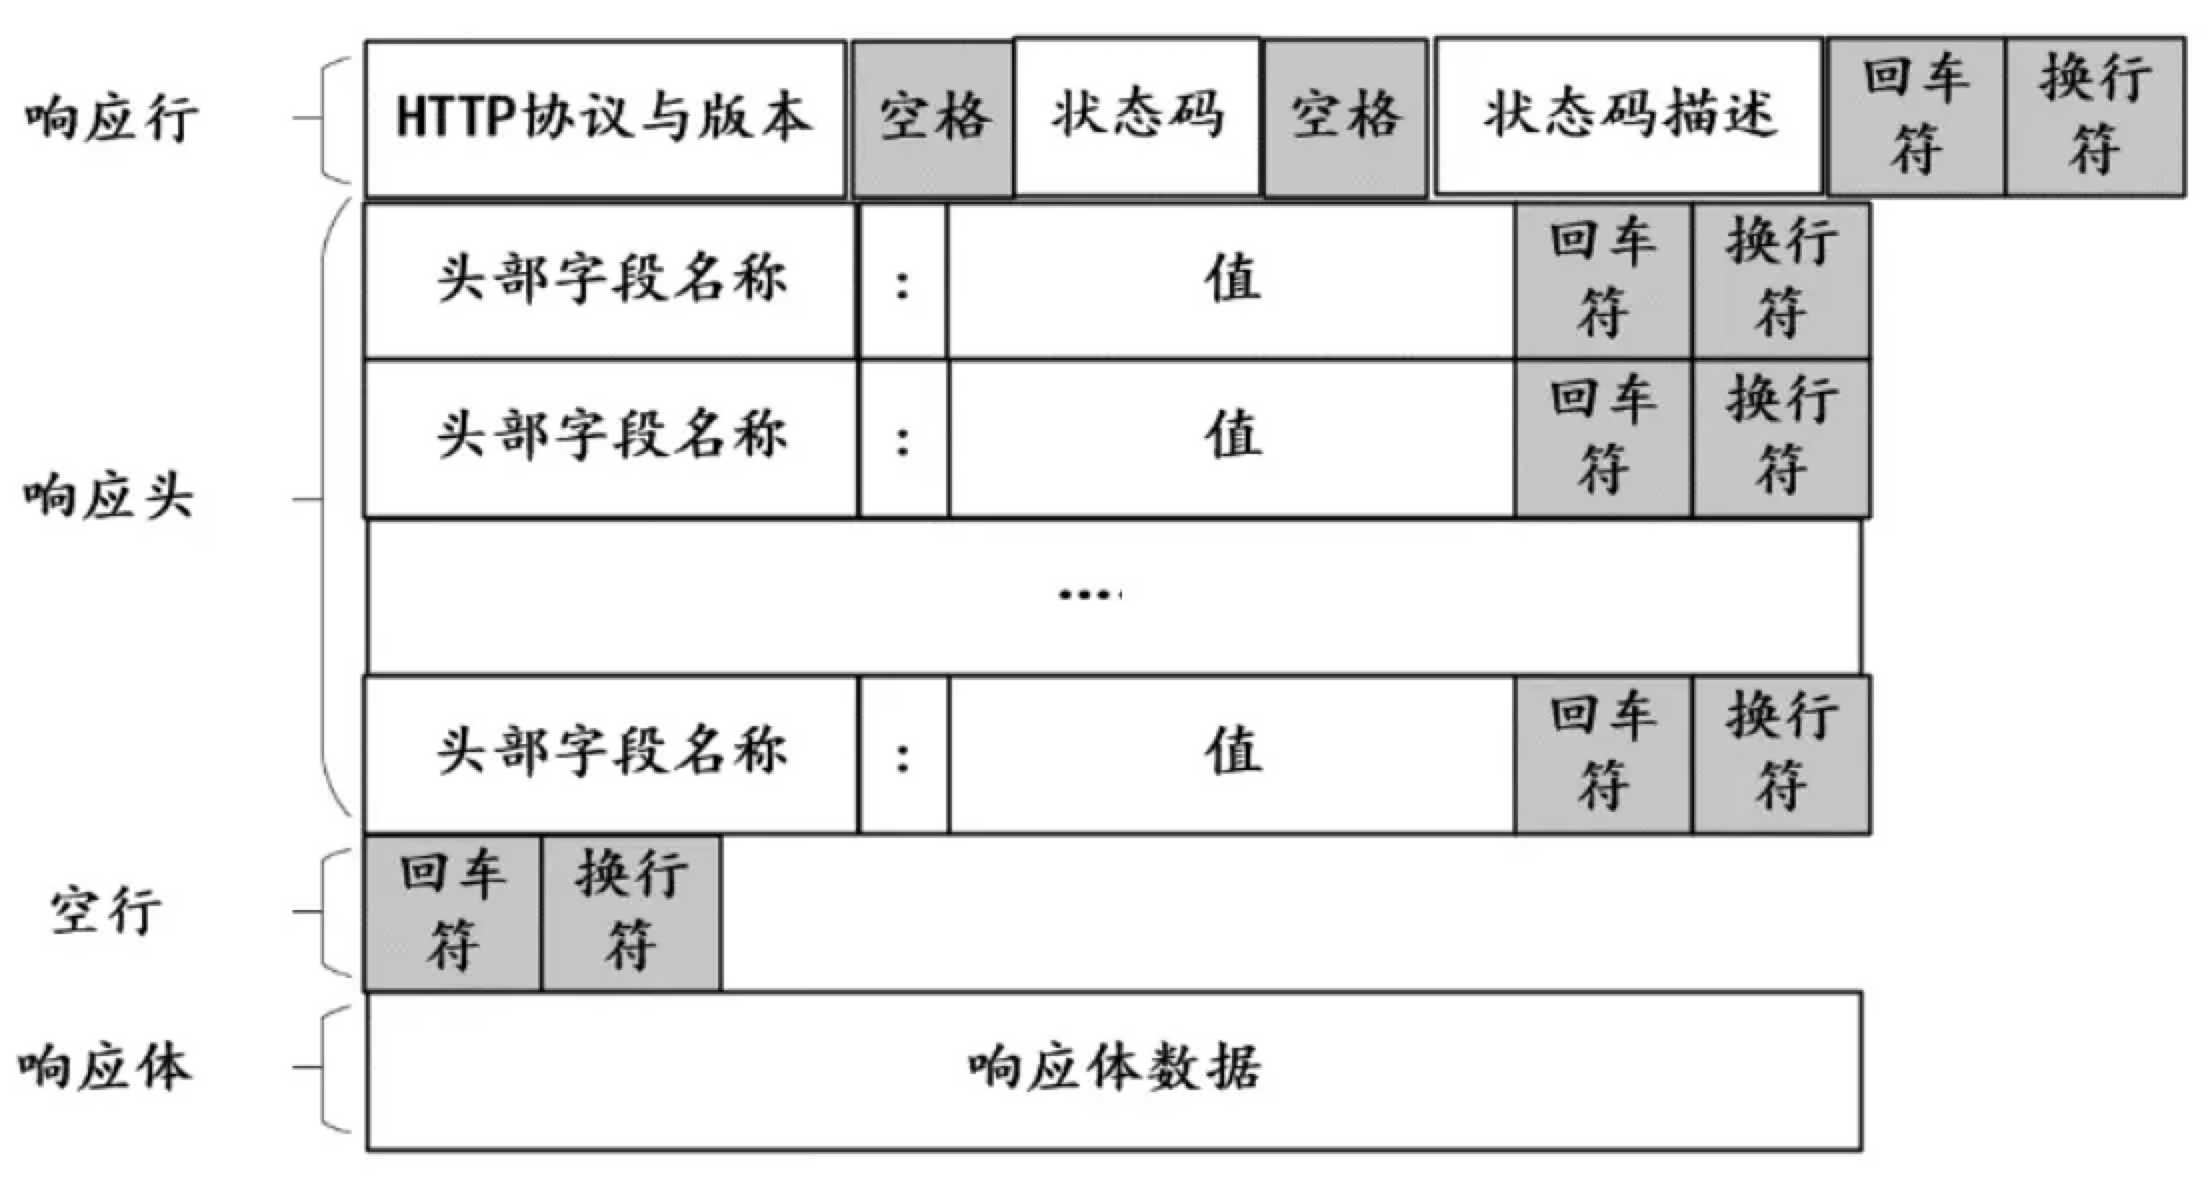 响应行 HTTP协议与版本 空格 状态码 空格 状态码描述 回车符 换行符
头部字段名称 : 值 回车符 换行符
响应头 头部字段名称 : 值 回车符 换行符
....
头部字段名称 : 值 回车符 换行符
空行 回车符 换行符
响应体 响应体数据